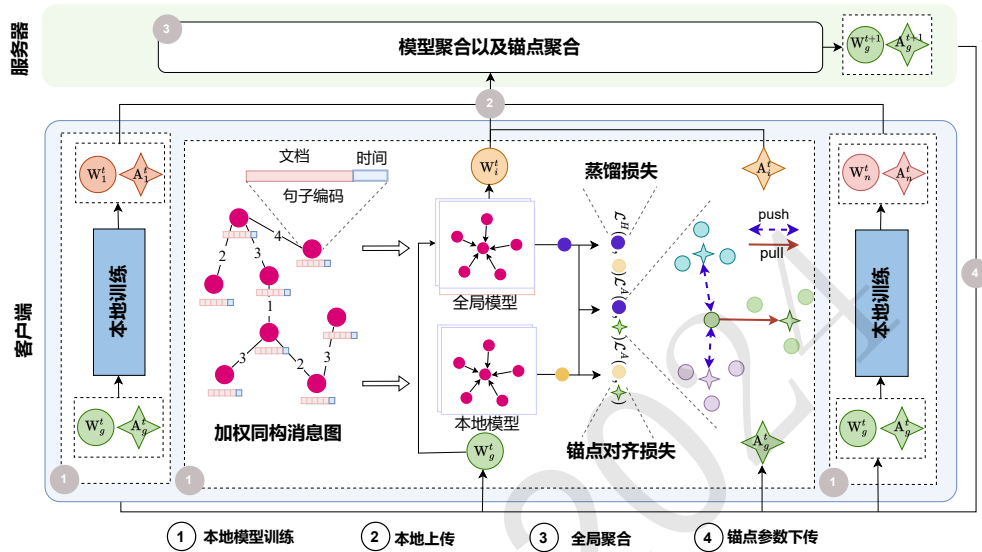 服务器
3
模型聚合以及锚点聚合
W_g^{t+1} A_g^{t+1}
2
客户端
W_1^t A_1^t
本地训练
W_g^t A_g^t
1
文档 时间
句子编码
2 3 4
1
3 2 3
加权同构消息图
1
W_i^t
全局模型
本地模型
W_g^t
蒸馏损失
ℒ^H( , )
ℒ^A( , )
ℒ^A( , )
锚点对齐损失
A_i^t
push
pull
A_g^t
W_n^t A_n^t
本地训练
W_g^t A_g^t
1
4
1 本地模型训练 2 本地上传 3 全局聚合 4 锚点参数下传
2024